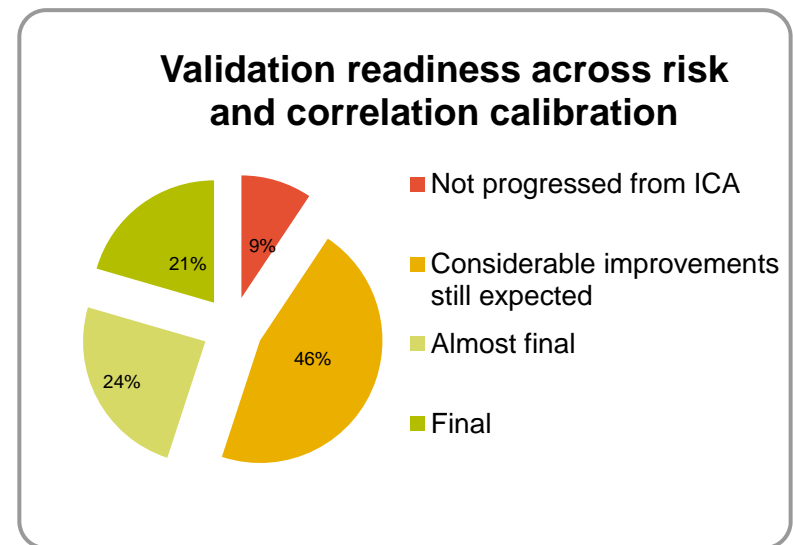 Validation readiness across risk
and correlation calibration
Not progressed from ICA
Considerable improvements
still expected
Almost final
Final
9%
21%
46%
24%